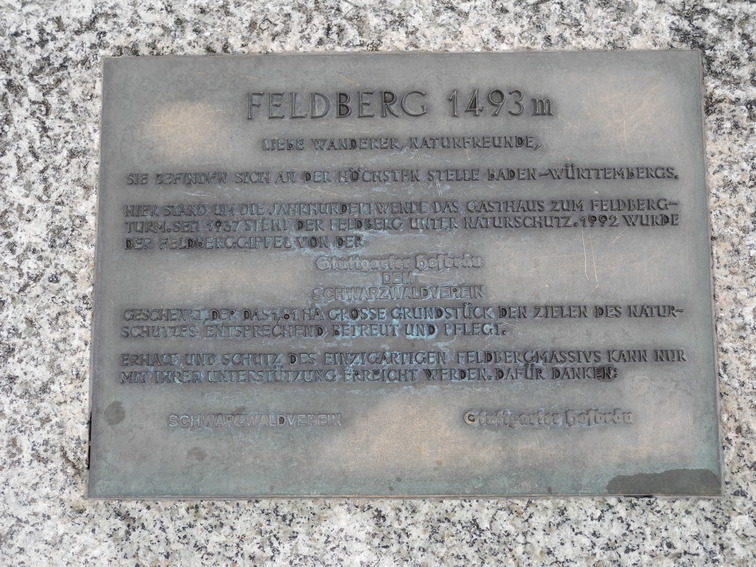 FELDBERG 1493 m
LIEBE WANDERER, NATURFREUNDE,
SIE BEFINDEN SICH AN DER HÖCHSTEN STELLE BADEN-WÜRTTEMBERGS.
HIER STAND UM DIE JAHRHUNDERTWENDE DAS GASTHAUS ZUM FELDBERG-
TURM. SEIT 1937 STEHT DER FELDBERG UNTER NATURSCHUTZ. 1992 WURDE
DER FELDBERGGIPFEL VON DER
Stuttgarter Hofbräu
DEM
SCHWARZWALDVEREIN
GESCHENKT, DER DAS 1,61 HA GROSSE GRUNDSTÜCK DEN ZIELEN DES NATUR-
SCHUTZES ENTSPRECHEND BETREUT UND PFLEGT.
ERHALT UND SCHUTZ DES EINZIGARTIGEN FELDBERGMASSIVS KANN NUR
MIT IHRER UNTERSTÜTZUNG ERREICHT WERDEN. DAFÜR DANKEN:
SCHWARZWALDVEREIN Stuttgarter Hofbräu